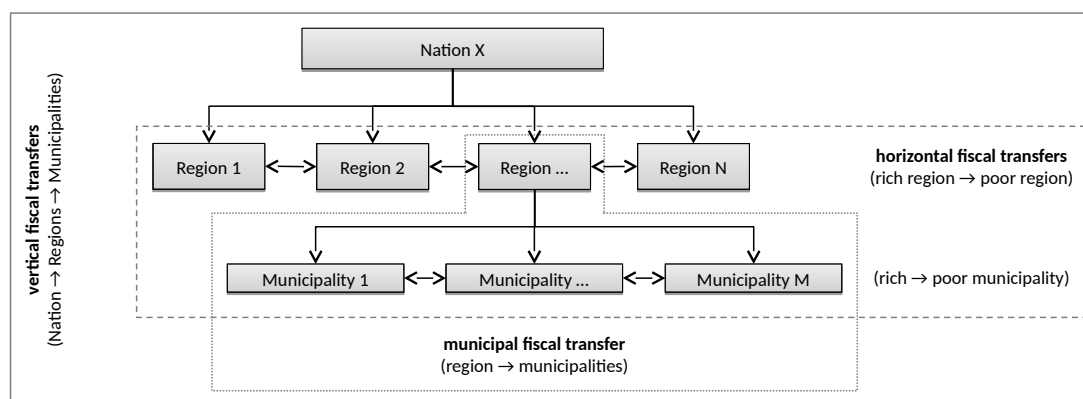 Nation X
vertical fiscal transfers
(Nation → Regions → Municipalities)
Region 1
Region 2
Region ...
Region N
horizontal fiscal transfers
(rich region → poor region)
Municipality 1
Municipality ...
Municipality M
(rich → poor municipality)
municipal fiscal transfer
(region → municipalities)